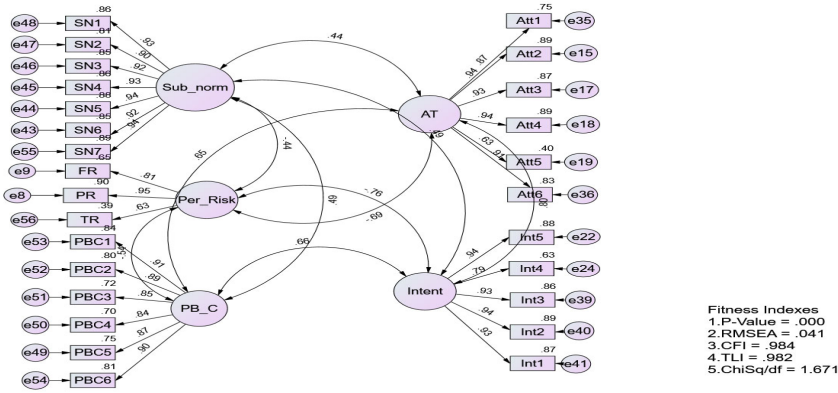 e48 SN1 .86
e47 SN2 .81
e46 SN3 .85
e45 SN4 .86
e44 SN5 .88
e43 SN6 .85
e55 SN7 .89
.93
.90
.92
.93
.94
.92
.94
Sub_norm
e9 FR .65
e8 PR .90
e56 TR .39
.81
.95
.63
Per_Risk
e53 PBC1 .84
e52 PBC2 .80
e51 PBC3 .72
e50 PBC4 .70
e49 PBC5 .75
e54 PBC6 .81
.91
.89
.85
.84
.87
.90
PB_C
.44
-.44
.65
.49
-.76
-.69
.66
.80
AT
.87
.94
.93
.94
.63
.91
.75 Att1 e35
.89 Att2 e15
.87 Att3 e17
.89 Att4 e18
.40 Att5 e19
.83 Att6 e36
Intent
.94
.79
.93
.94
.93
.88 Int5 e22
.63 Int4 e24
.86 Int3 e39
.89 Int2 e40
.87 Int1 e41
Fitness Indexes
1.P-Value = .000
2.RMSEA = .041
3.CFI = .984
4.TLI = .982
5.ChiSq/df = 1.671